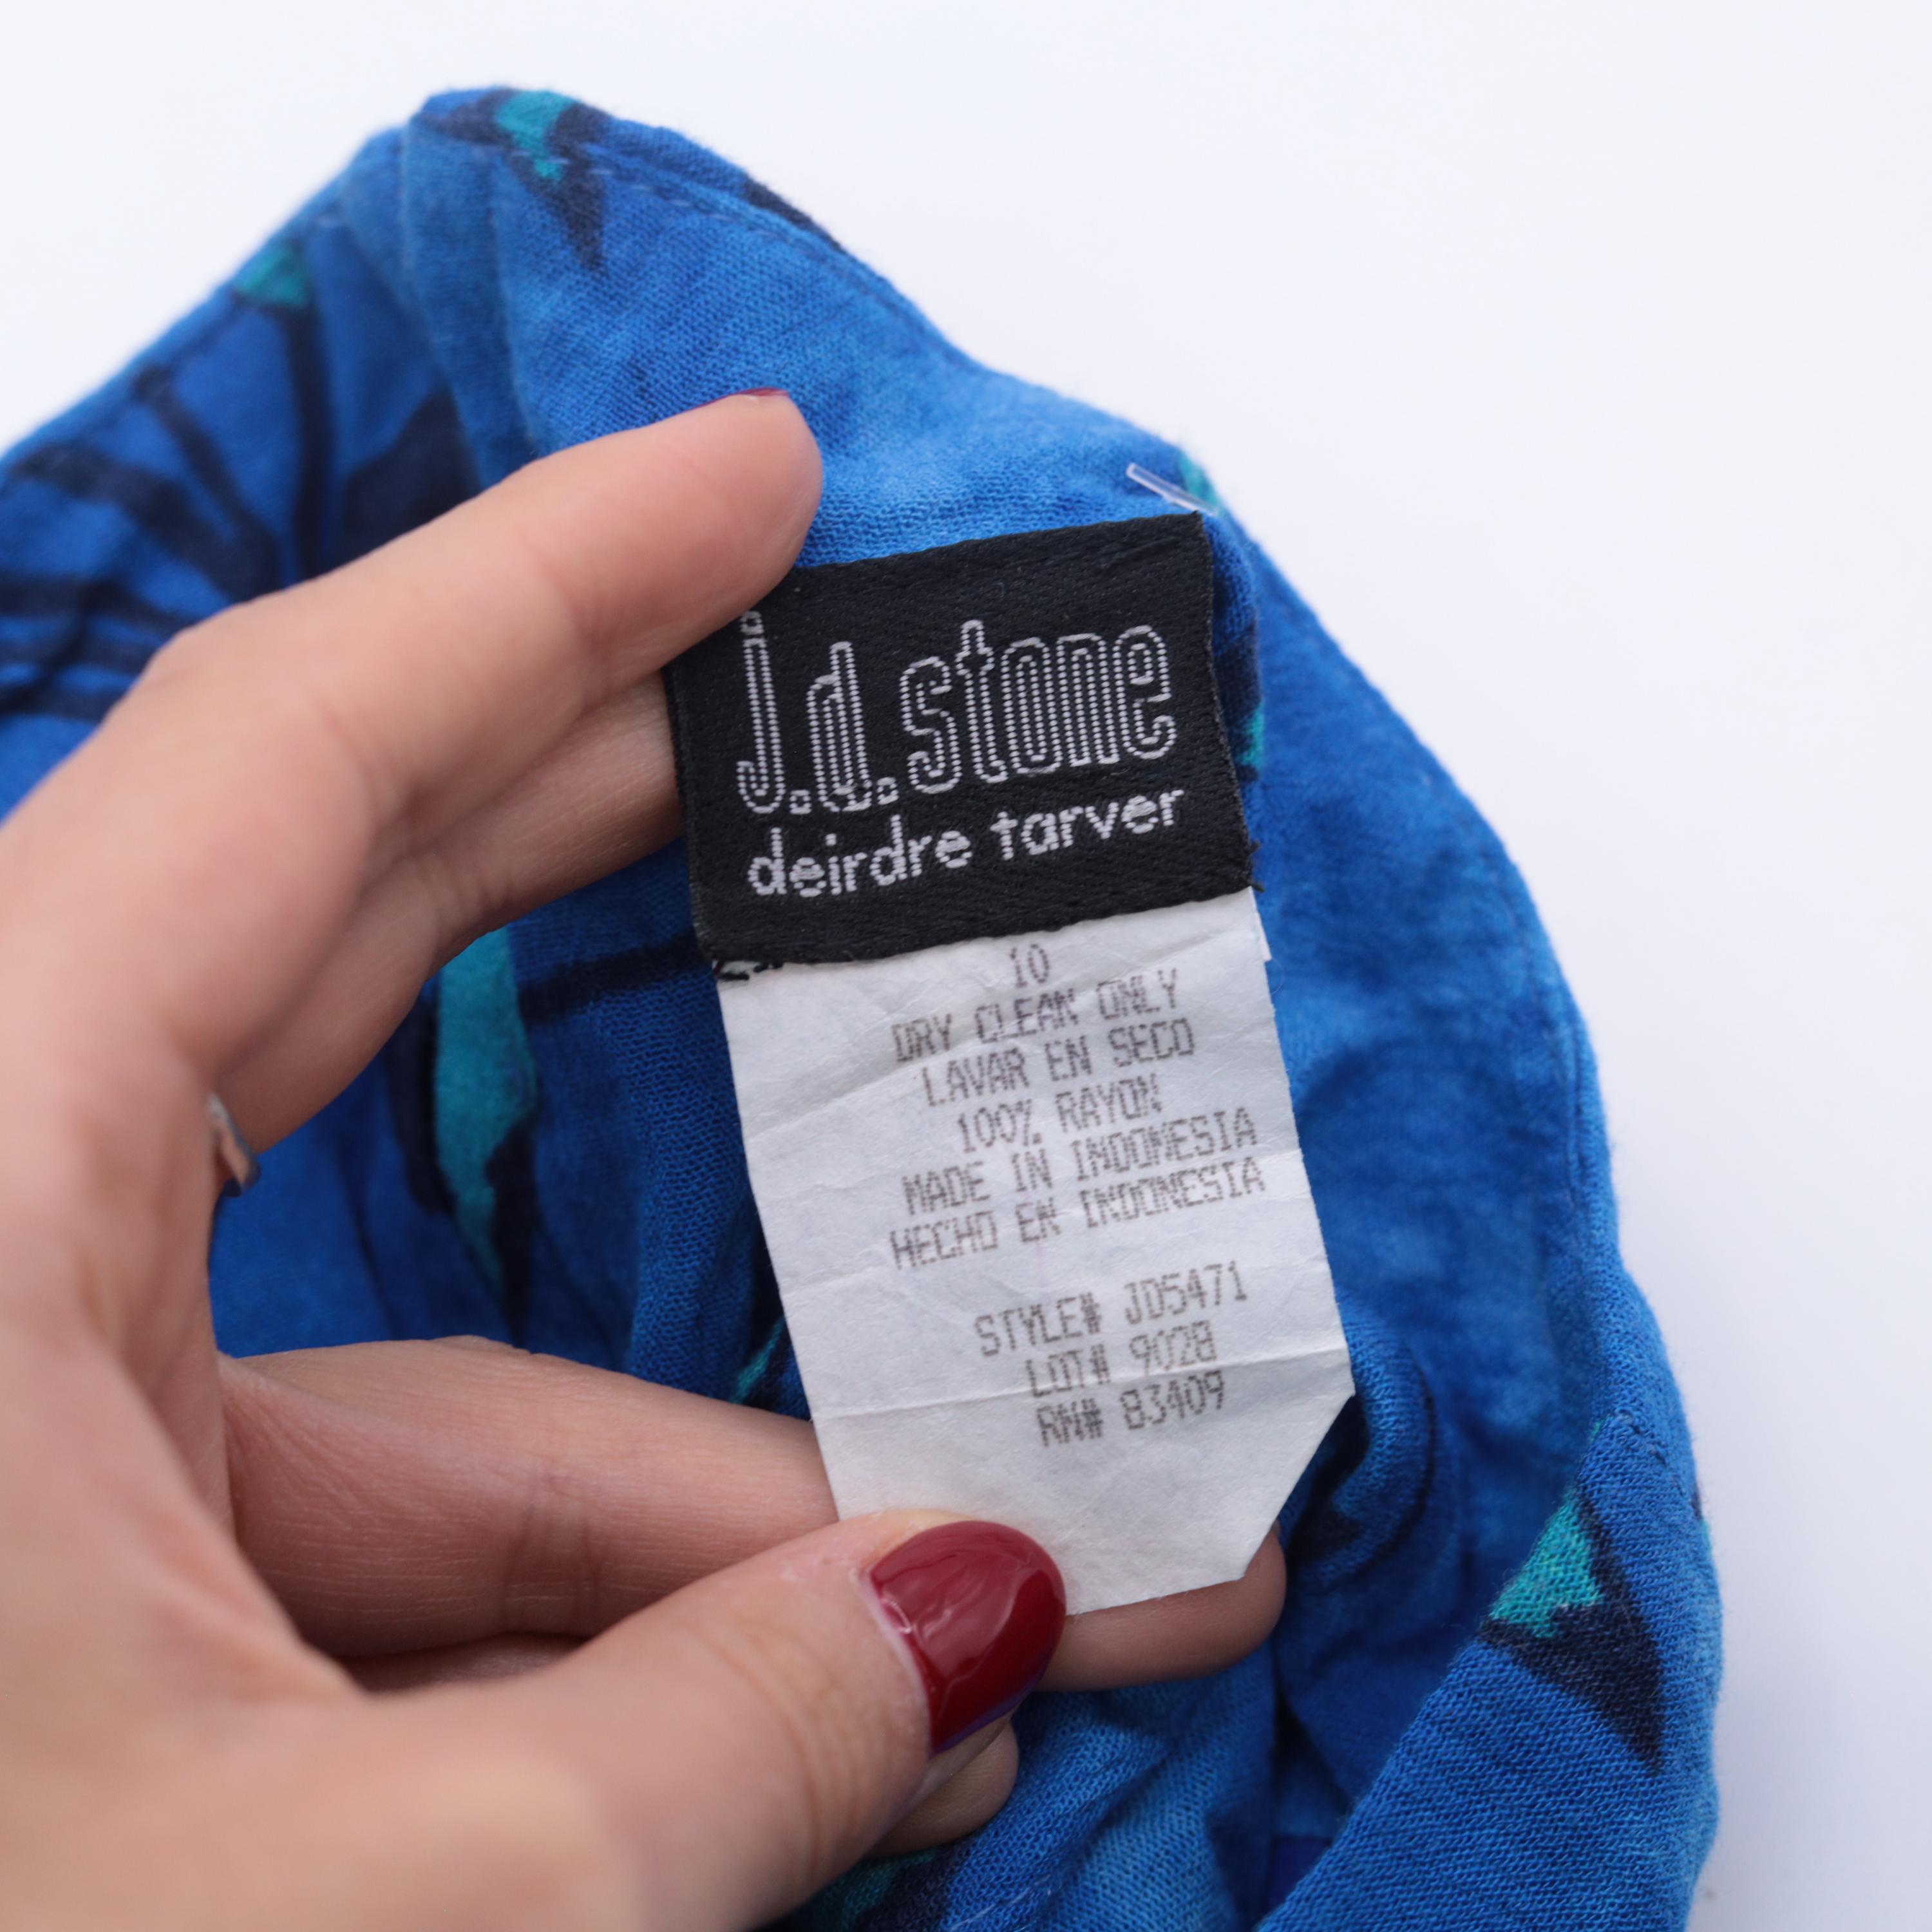 j.d.stone
deirdre tarver
10
DRY CLEAN ONLY
LAVAR EN SECO
100% RAYON
MADE IN INDONESIA
HECHO EN INDONESIA
STYLE# JD5471
LOT# 9028
RN# 83409